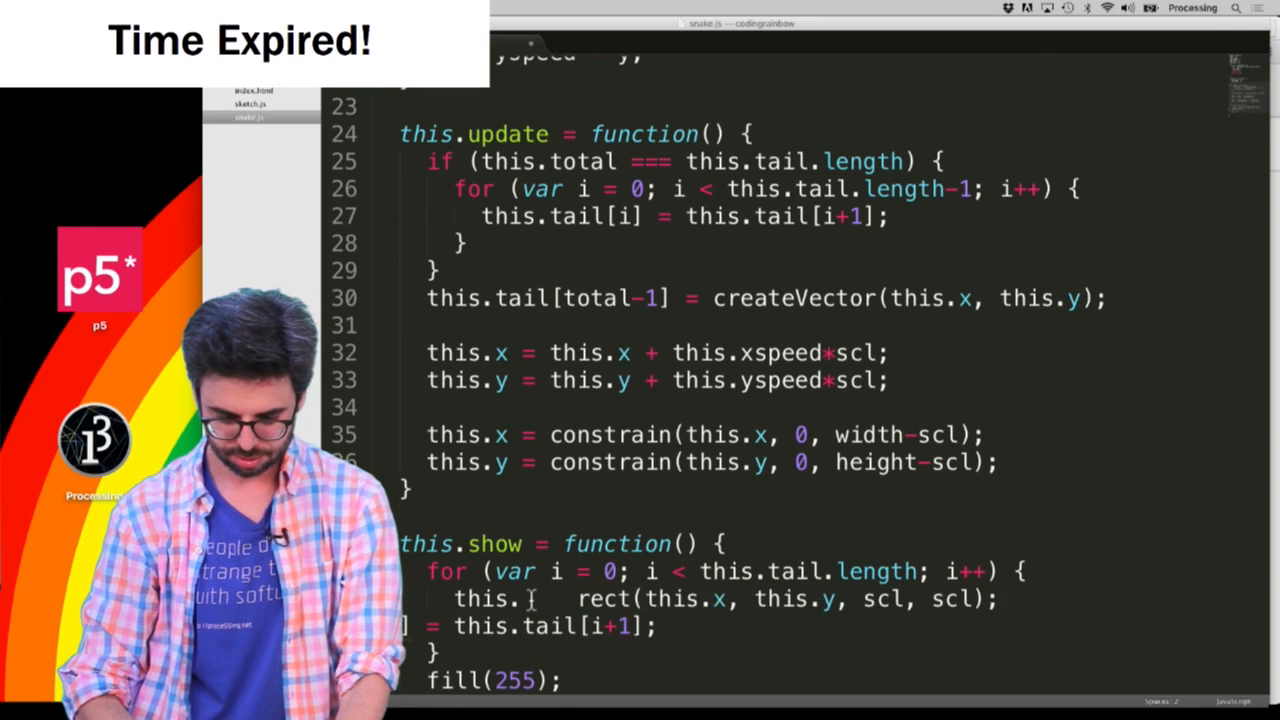 Time Expired!
Processing
snake.js — codingrainbow
yspeed = y;
index.html
sketch.js
snake.js
23
24 this.update = function() {
25 if (this.total === this.tail.length) {
26 for (var i = 0; i < this.tail.length-1; i++) {
27 this.tail[i] = this.tail[i+1];
28 }
29 }
30 this.tail[total-1] = createVector(this.x, this.y);
31
32 this.x = this.x + this.xspeed*scl;
33 this.y = this.y + this.yspeed*scl;
34
35 this.x = constrain(this.x, 0, width-scl);
36 this.y = constrain(this.y, 0, height-scl);
}
this.show = function() {
for (var i = 0; i < this.tail.length; i++) {
this. rect(this.x, this.y, scl, scl);
] = this.tail[i+1];
}
fill(255);
p5*
p5
Processing
eople o
trange t
with softw
Spaces: 2
JavaScript